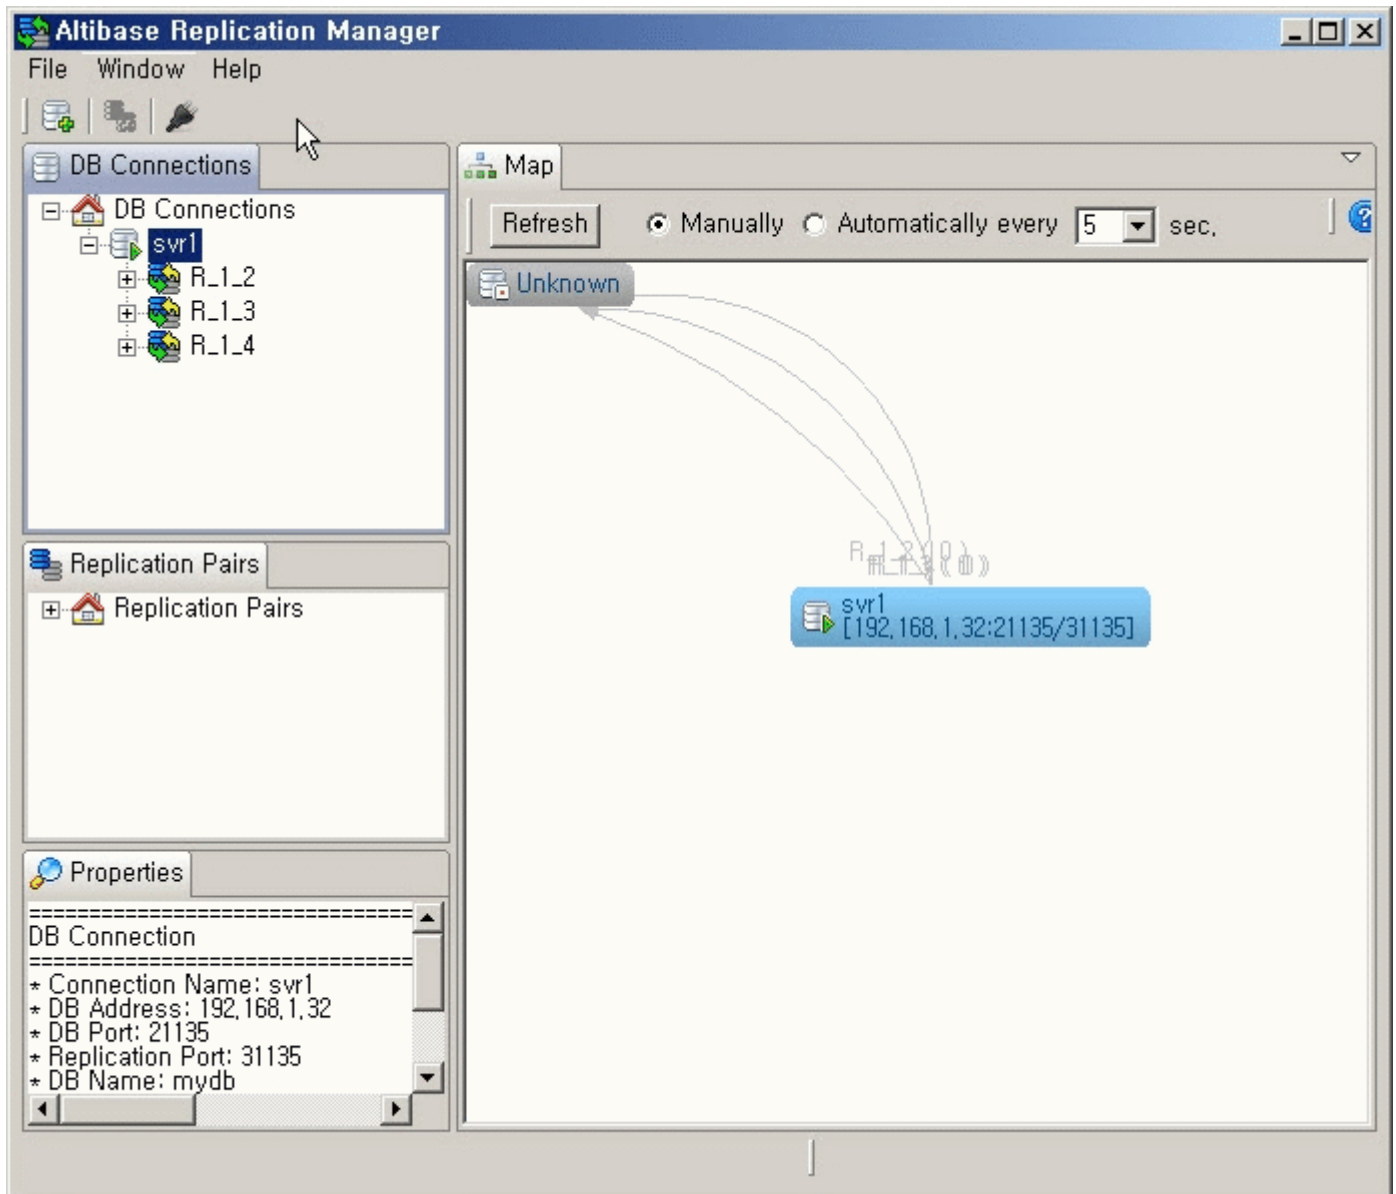 Altibase Replication Manager
File Window Help
DB Connections
DB Connections
svr1
R_1_2
R_1_3
R_1_4
Replication Pairs
Replication Pairs
Properties
==================================
DB Connection
==================================
* Connection Name: svr1
* DB Address: 192,168,1,32
* DB Port: 21135
* Replication Port: 31135
* DB Name: mydb
Map
Refresh Manually Automatically every 5 sec,
Unknown
svr1
[192,168,1,32:21135/31135]